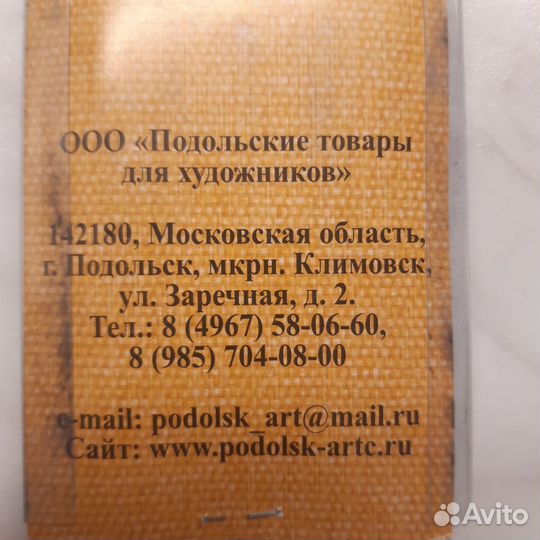 ООО «Подольские товары
для художников»
142180, Московская область,
г. Подольск, мкрн. Климовск,
ул. Заречная, д. 2.
Тел.: 8 (4967) 58-06-60,
8 (985) 704-08-00
e-mail: podolsk_art@mail.ru
Сайт: www.podolsk-artc.ru
Avito